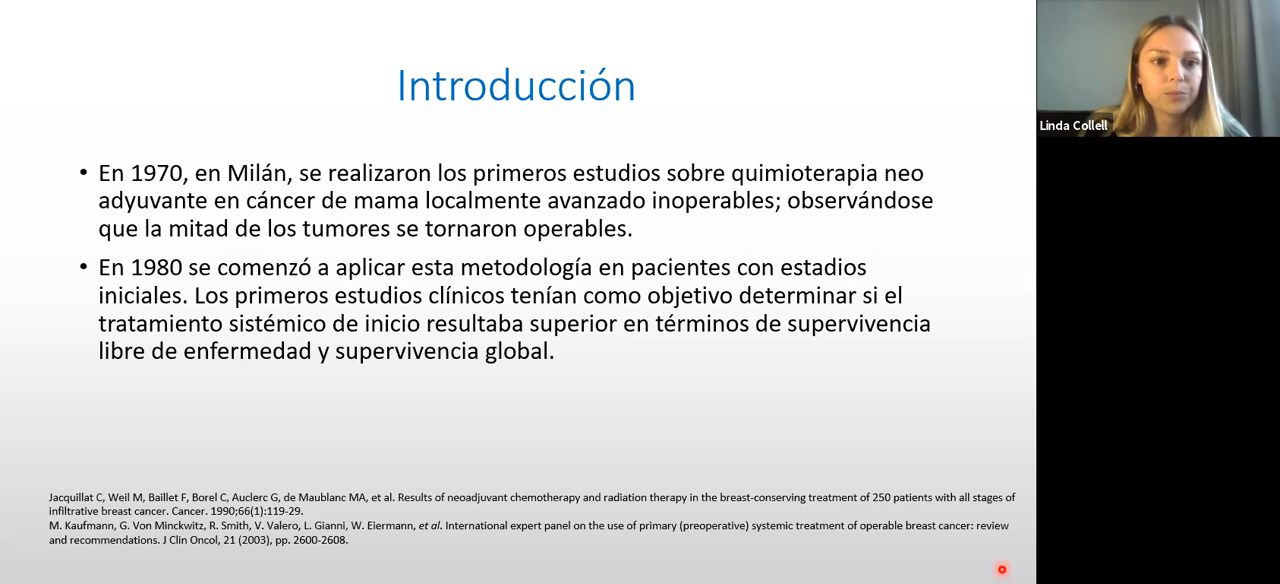 Introducción
• En 1970, en Milán, se realizaron los primeros estudios sobre quimioterapia neo
adyuvante en cáncer de mama localmente avanzado inoperables; observándose
que la mitad de los tumores se tornaron operables.
• En 1980 se comenzó a aplicar esta metodología en pacientes con estadios
iniciales. Los primeros estudios clínicos tenían como objetivo determinar si el
tratamiento sistémico de inicio resultaba superior en términos de supervivencia
libre de enfermedad y supervivencia global.
Jacquillat C, Weil M, Baillet F, Borel C, Auclerc G, de Maublanc MA, et al. Results of neoadjuvant chemotherapy and radiation therapy in the breast-conserving treatment of 250 patients with all stages of
infiltrative breast cancer. Cancer. 1990;66(1):119-29.
M. Kaufmann, G. Von Minckwitz, R. Smith, V. Valero, L. Gianni, W. Eiermann, et al. International expert panel on the use of primary (preoperative) systemic treatment of operable breast cancer: review
and recommendations. J Clin Oncol, 21 (2003), pp. 2600-2608.
Linda Collell